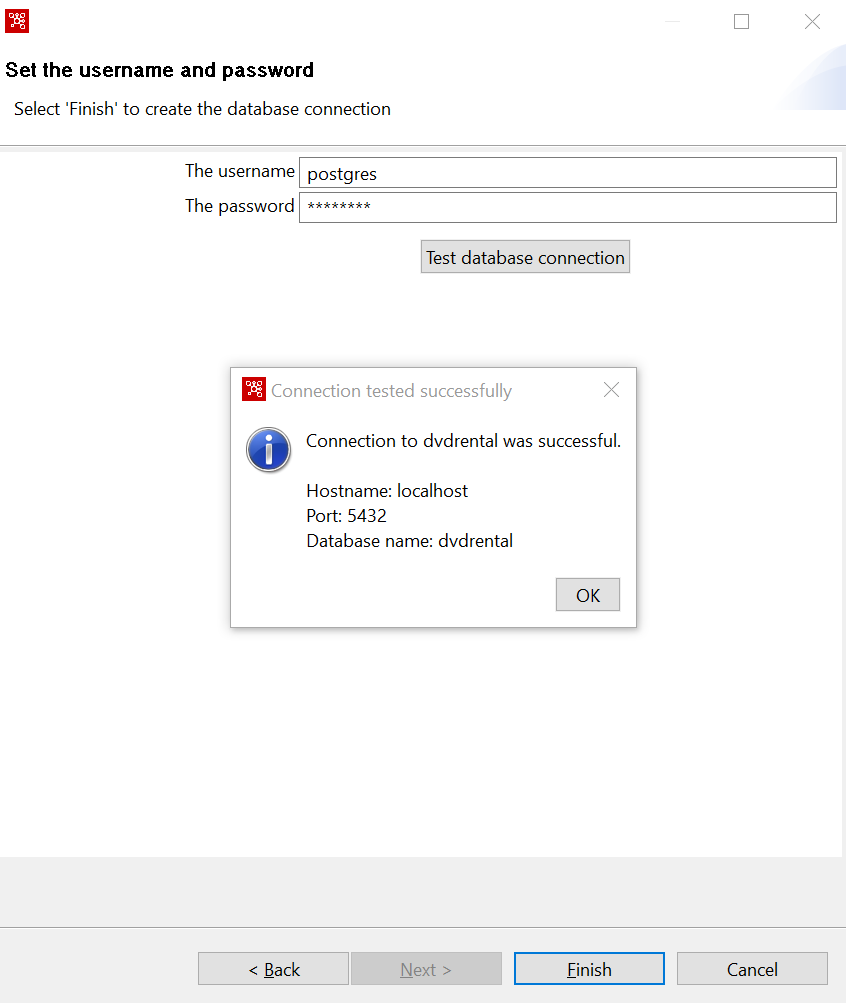 Set the username and password
Select 'Finish' to create the database connection
The username postgres
The password ********
Test database connection
Connection tested successfully
Connection to dvdrental was successful.
Hostname: localhost
Port: 5432
Database name: dvdrental
OK
< Back Next > Finish Cancel